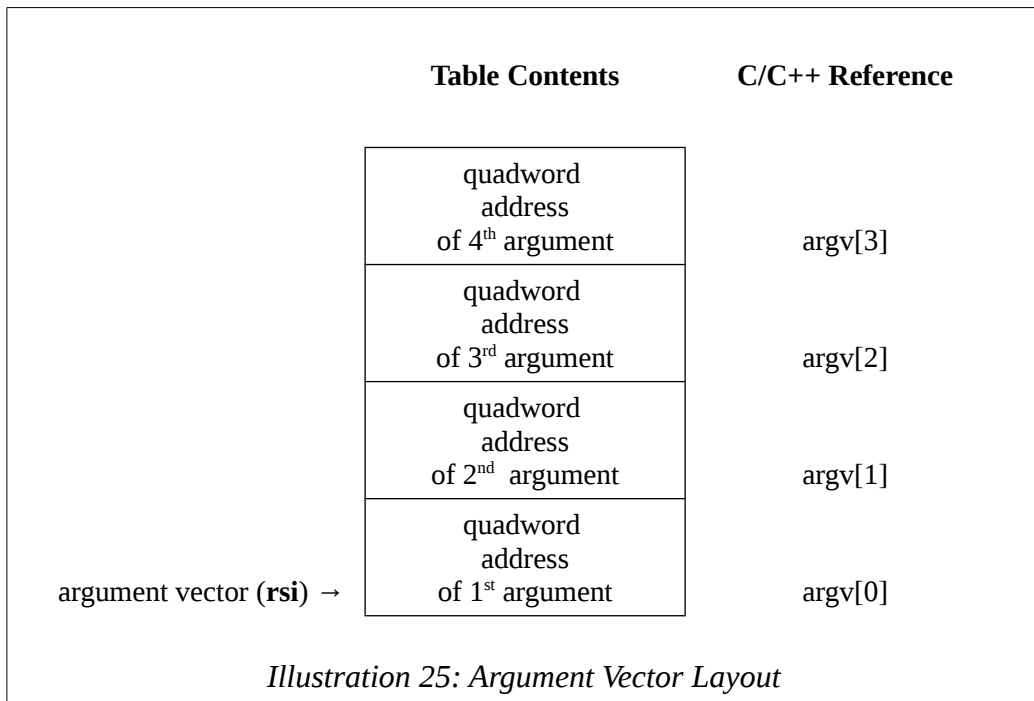 Table Contents C/C++ Reference
quadword
address
of 4th argument argv[3]
quadword
address
of 3rd argument argv[2]
quadword
address
of 2nd argument argv[1]
quadword
address
argument vector (rsi) → of 1st argument argv[0]
Illustration 25: Argument Vector Layout